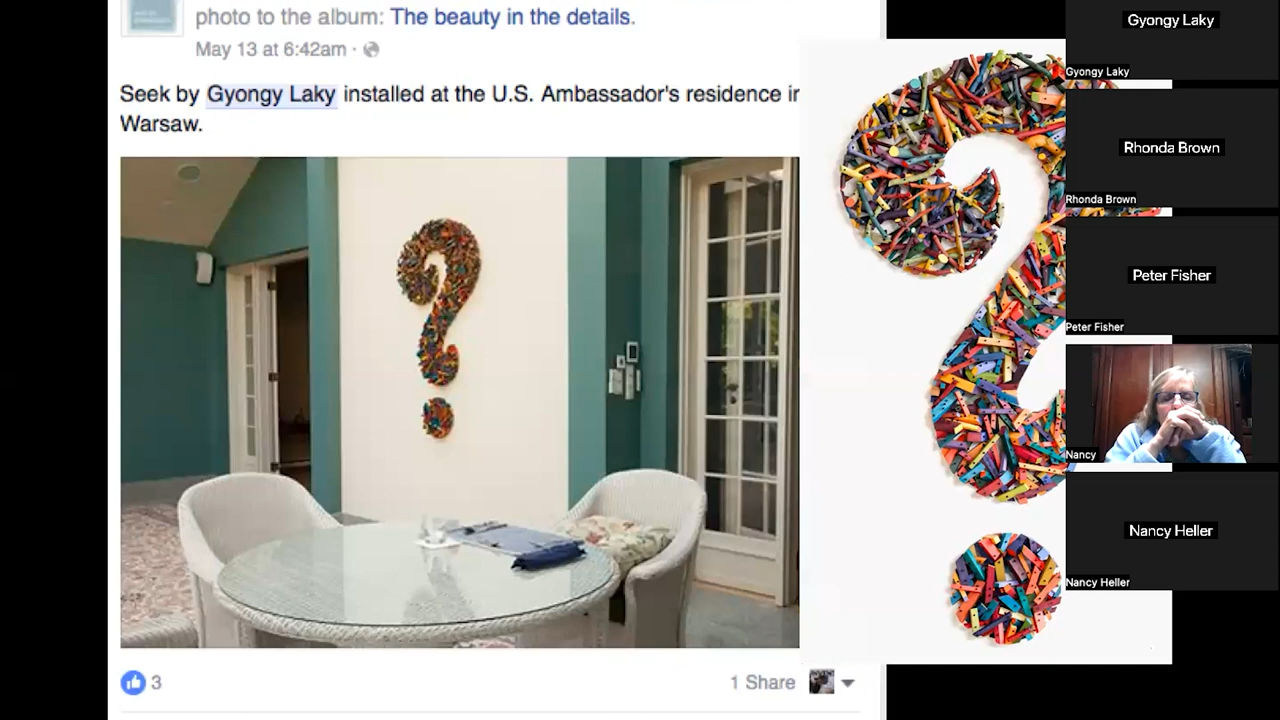 photo to the album: The beauty in the details.
May 13 at 6:42am ·
Seek by Gyongy Laky installed at the U.S. Ambassador's residence in
Warsaw.
3
1 Share
Gyongy Laky
Gyongy Laky
Rhonda Brown
Rhonda Brown
Peter Fisher
Peter Fisher
Nancy
Nancy Heller
Nancy Heller